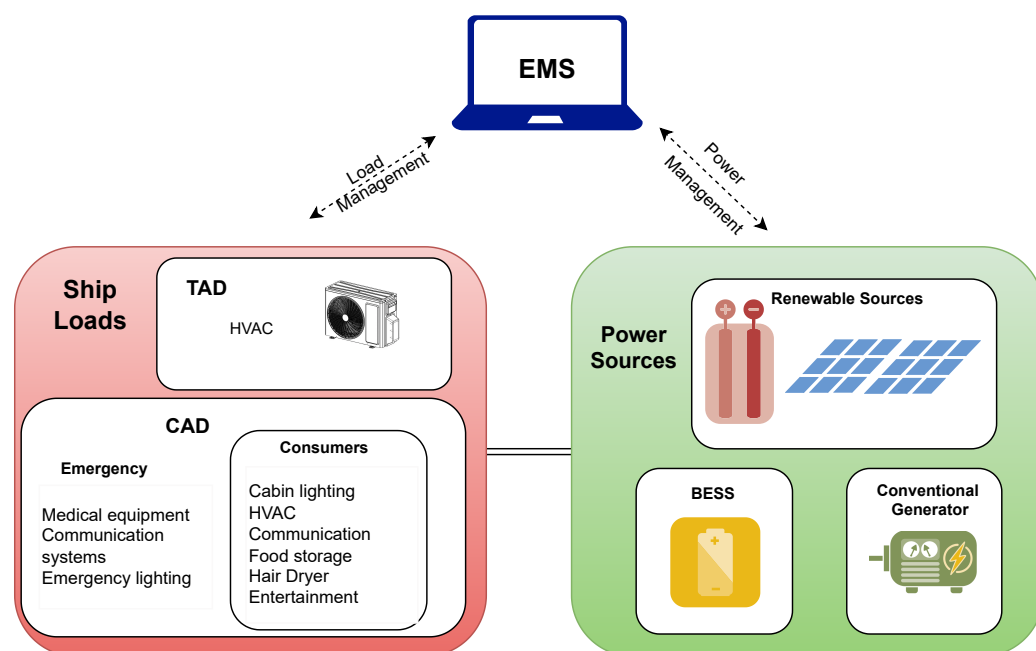 EMS
Load
Management
Power
Management
Ship
Loads
TAD
HVAC
CAD
Emergency
Medical equipment
Communication
systems
Emergency lighting
Consumers
Cabin lighting
HVAC
Communication
Food storage
Hair Dryer
Entertainment
Power
Sources
Renewable Sources
BESS
Conventional
Generator